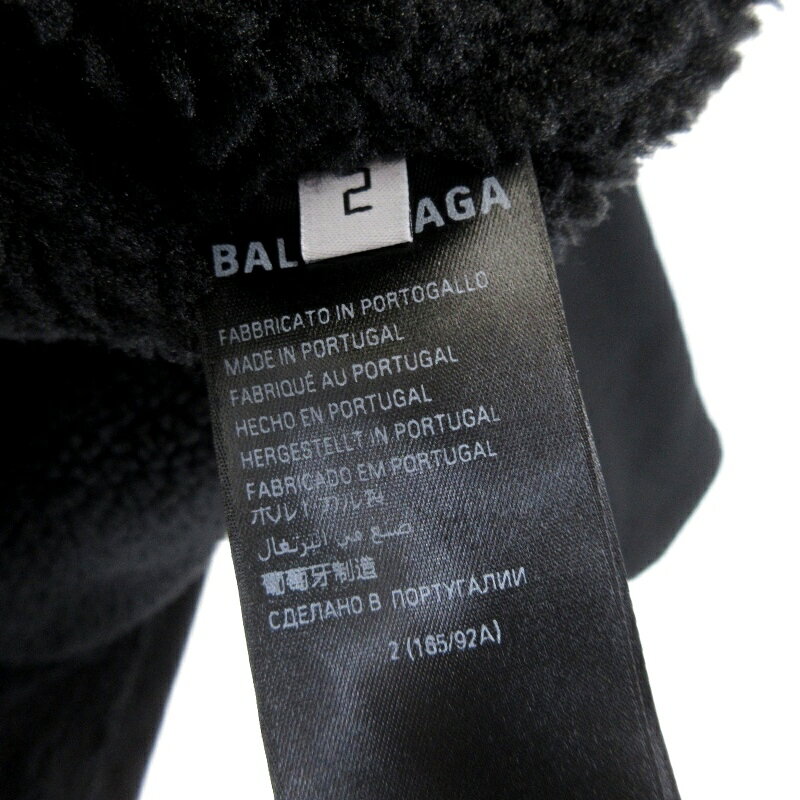 2
BAL AGA
FABBRICATO IN PORTOGALLO
MADE IN PORTUGAL
FABRIQUÉ AU PORTUGAL
HECHO EN PORTUGAL
HERGESTELLT IN PORTUGAL
FABRICADO EM PORTUGAL
ポルトガル製
صنع في البرتغال
葡萄牙制造
СДЕЛАНО В ПОРТУГАЛИИ
2 (165/92A)